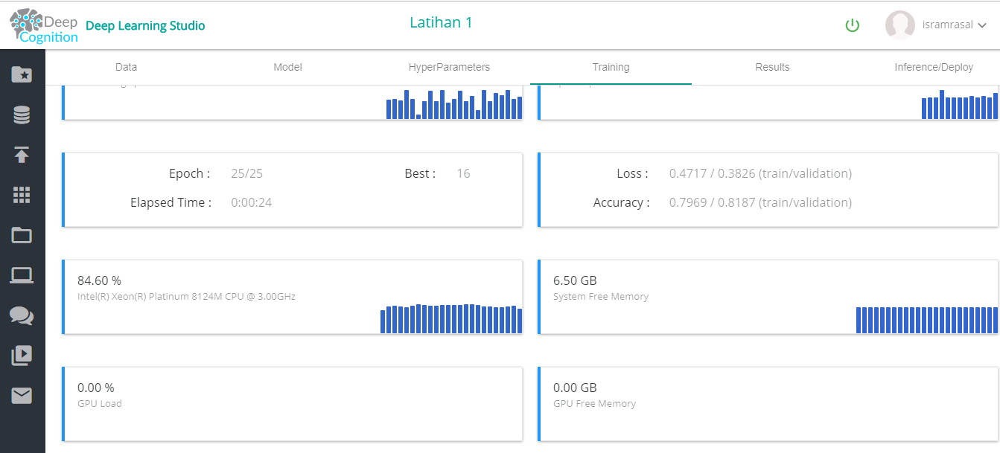 Deep
Cognition
Deep Learning Studio
Latihan 1
isramrasal
Data
Model
HyperParameters
Training
Results
Inference/Deploy
Epoch : 25/25
Best : 16
Elapsed Time : 0:00:24
Loss : 0.4717 / 0.3826 (train/validation)
Accuracy : 0.7969 / 0.8187 (train/validation)
84.60 %
Intel(R) Xeon(R) Platinum 8124M CPU @ 3.00GHz
6.50 GB
System Free Memory
0.00 %
GPU Load
0.00 GB
GPU Free Memory